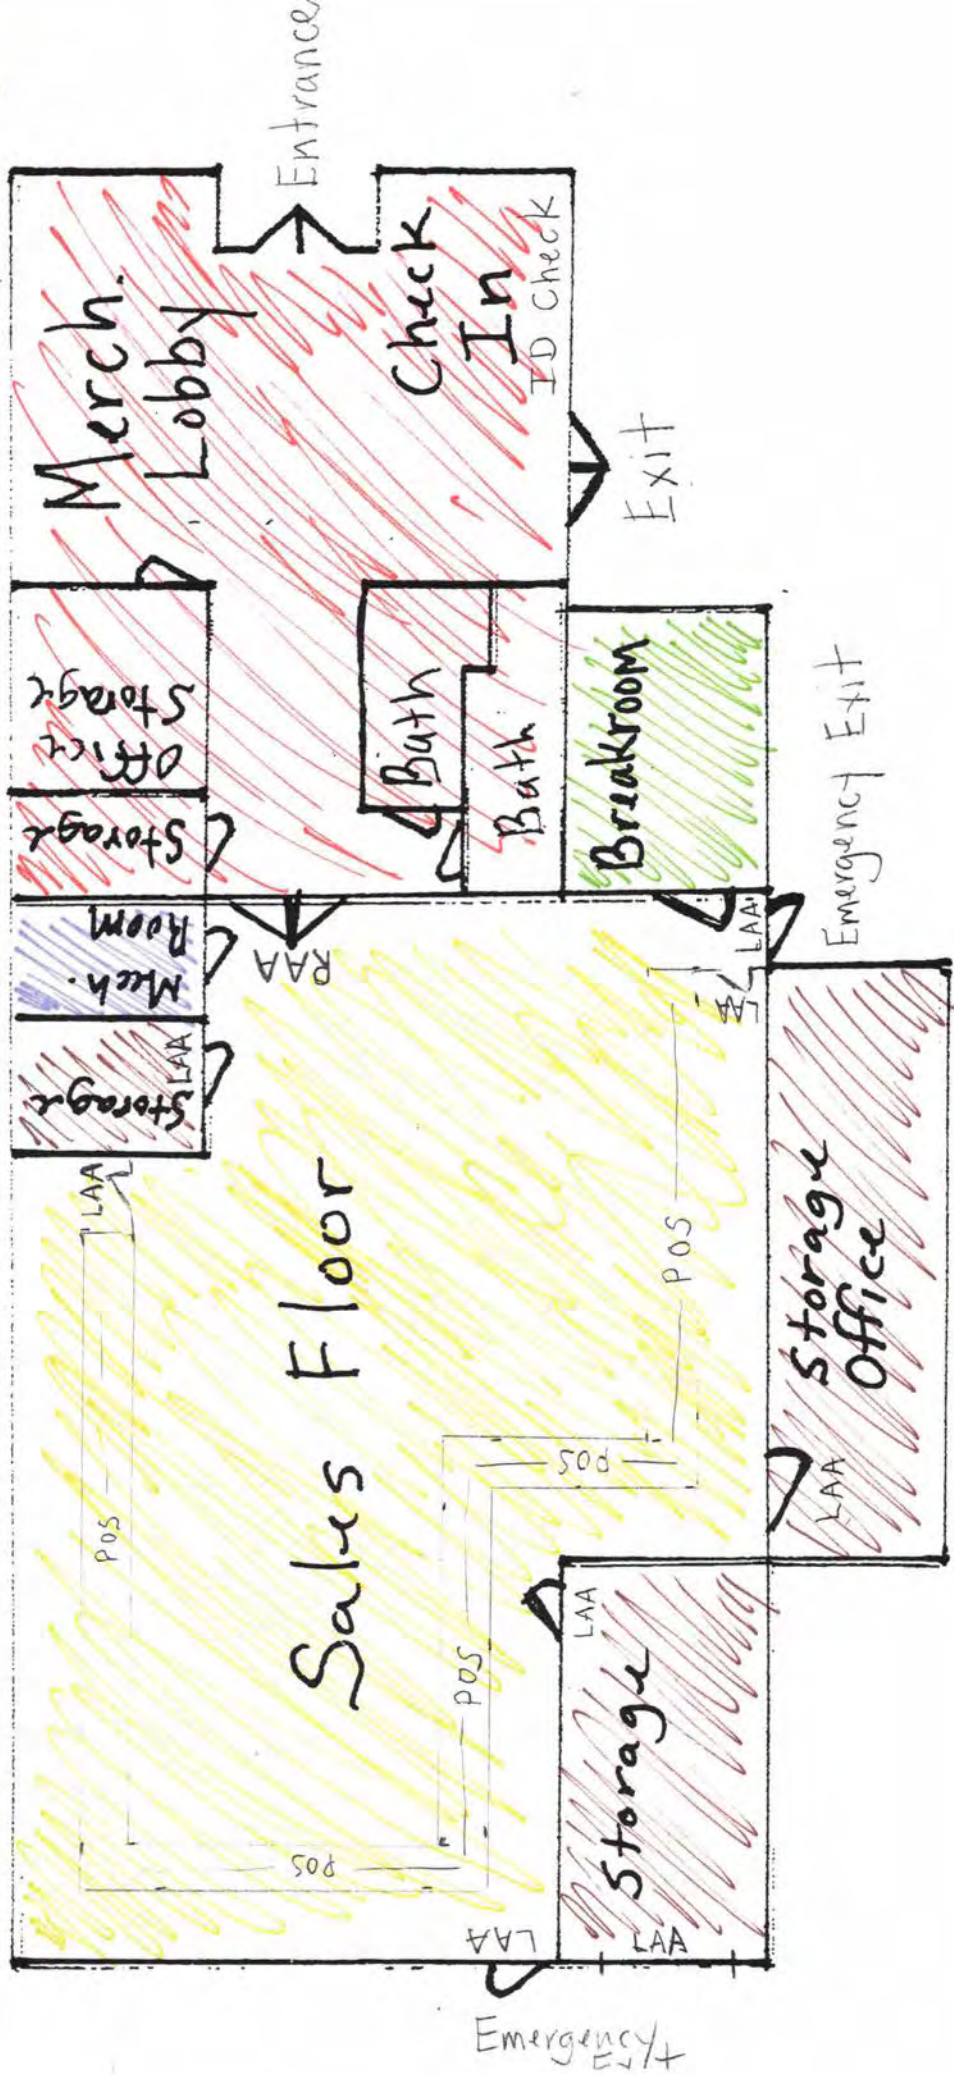 Entrance
Merch.
Lobby
Check
In
ID Check
Exit
Office
Storage
Storage
Bath
Bath
Breakroom
Emergency Exit
Mech.
Room
RAA
LAA
Storage
LAA
LAA
Sales Floor
POS
POS
POS
POS
POS
Storage
Office
LAA
Storage
LAA
LAA
LAA
Emergency
Exit